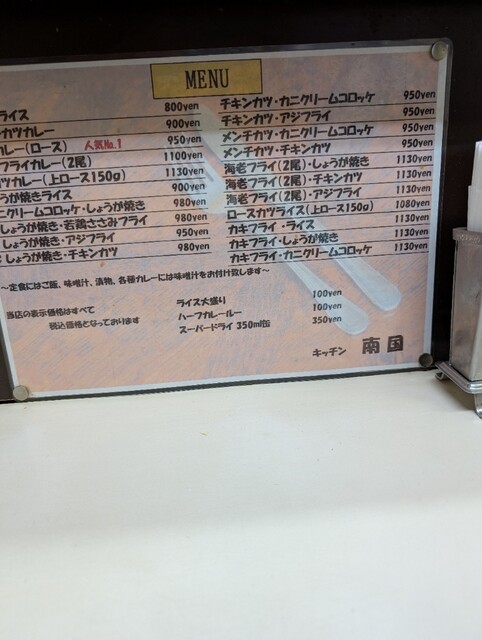 MENU
ライス 800yen
カツカレー 900yen
カレー(ロース) 人気No.1 950yen
フライカレー(2尾) 1100yen
カレー(上ロース150g) 1130yen
うが焼きライス 900yen
ニクリームコロッケ・しょうが焼き 980yen
しょうが焼き・若鶏ささみフライ 980yen
しょうが焼き・アジフライ 950yen
しょうが焼き・チキンカツ 980yen
チキンカツ・カニクリームコロッケ 950yen
チキンカツ・アジフライ 950yen
メンチカツ・カニクリームコロッケ 950yen
メンチカツ・チキンカツ 950yen
海老フライ(2尾)・しょうが焼き 1130yen
海老フライ(2尾)・チキンカツ 1130yen
海老フライ(2尾)・アジフライ 1130yen
ロースカツライス(上ロース150g) 1080yen
カキフライ・ライス 1130yen
カキフライ・しょうが焼き 1130yen
カキフライ・カニクリームコロッケ 1130yen
~定食にはご飯、味噌汁、漬物、各種カレーには味噌汁をお付け致します~
当店の表示価格はすべて
税込価格となっております
ライス大盛り 100yen
ハーフカレールー 100yen
スーパードライ 350ml缶 350yen
キッチン 南国